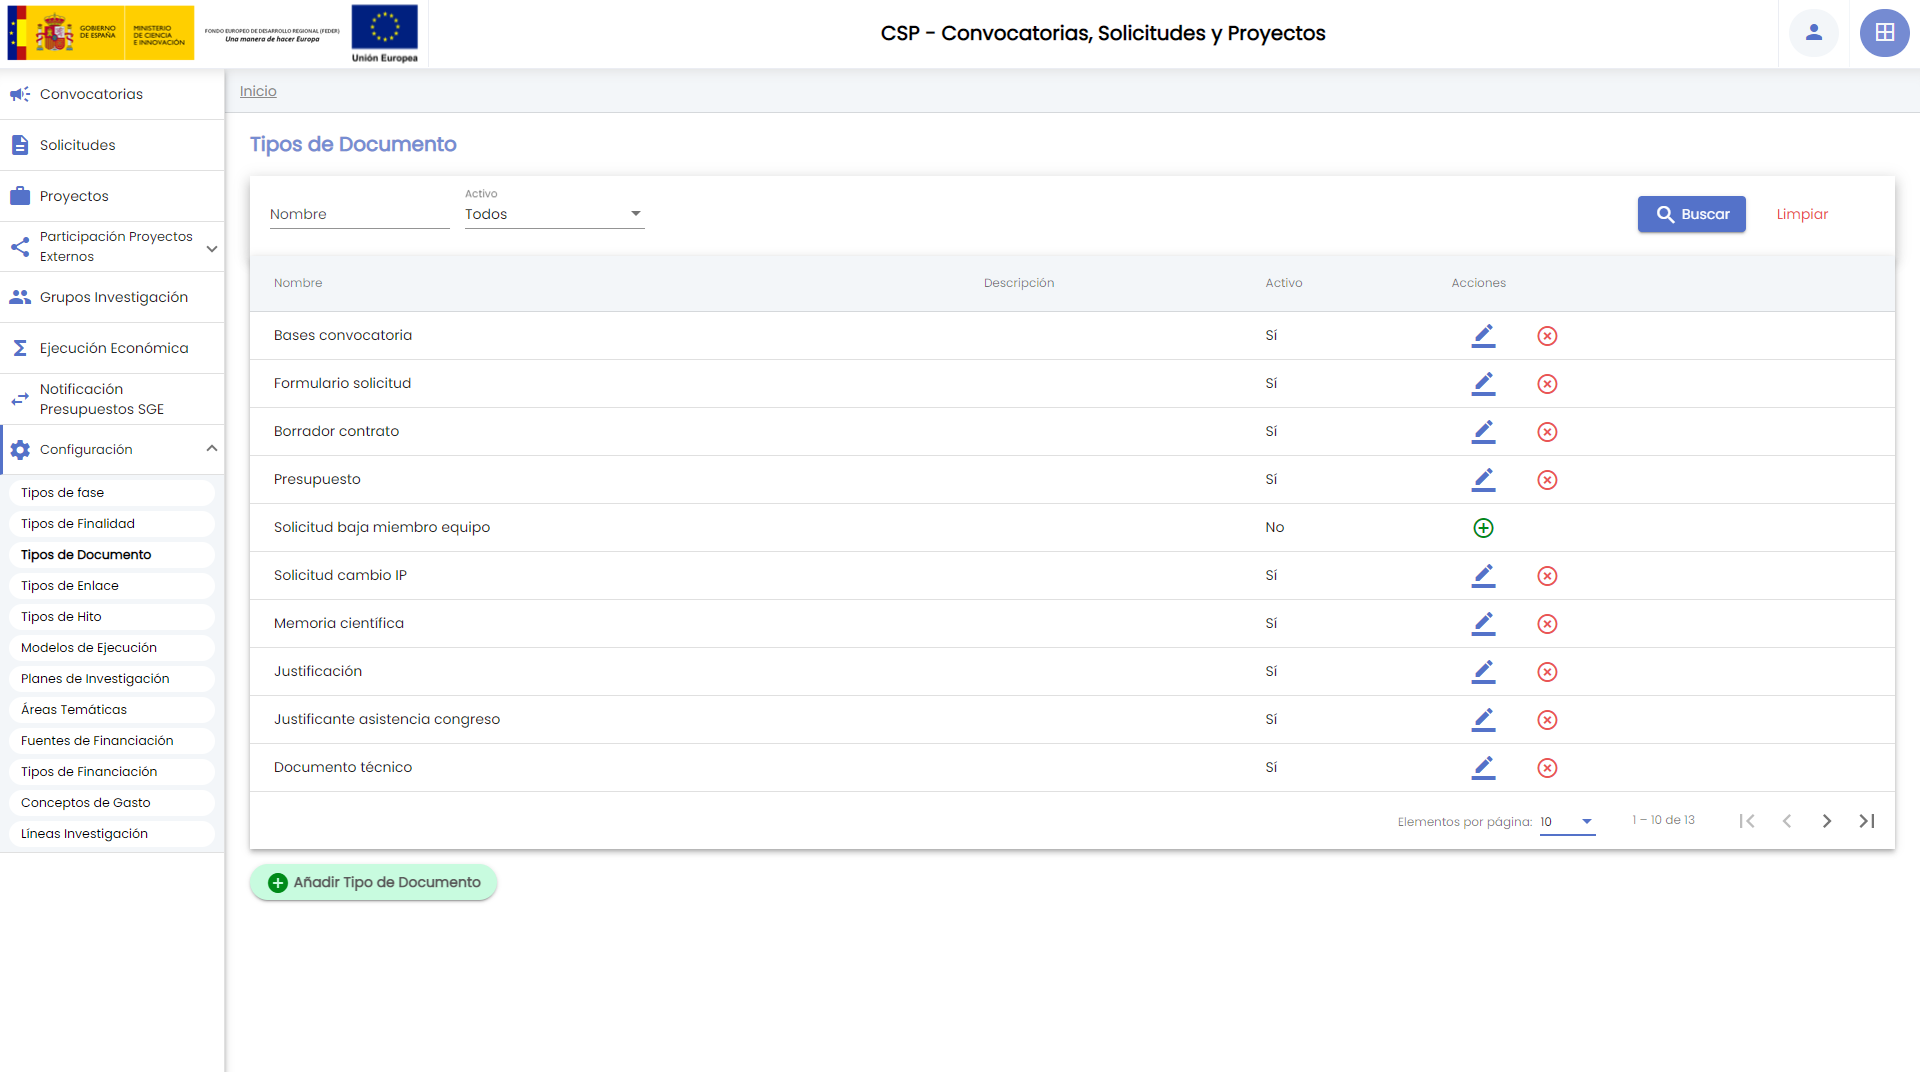 GOBIERNO
DE ESPAÑA
MINISTERIO
DE CIENCIA
E INNOVACIÓN
FONDO EUROPEO DE DESARROLLO REGIONAL (FEDER)
Una manera de hacer Europa
Unión Europea
CSP - Convocatorias, Solicitudes y Proyectos
Convocatorias
Solicitudes
Proyectos
Participación Proyectos
Externos
Grupos Investigación
Ejecución Económica
Notificación
Presupuestos SGE
Configuración
Tipos de fase
Tipos de Finalidad
Tipos de Documento
Tipos de Enlace
Tipos de Hito
Modelos de Ejecución
Planes de Investigación
Áreas Temáticas
Fuentes de Financiación
Tipos de Financiación
Conceptos de Gasto
Líneas Investigación
Inicio
Tipos de Documento
Nombre
Activo
Todos
Buscar
Limpiar
Nombre Descripción Activo Acciones
Bases convocatoria Sí
Formulario solicitud Sí
Borrador contrato Sí
Presupuesto Sí
Solicitud baja miembro equipo No
Solicitud cambio IP Sí
Memoria científica Sí
Justificación Sí
Justificante asistencia congreso Sí
Documento técnico Sí
Elementos por página: 10 1 – 10 de 13
Añadir Tipo de Documento